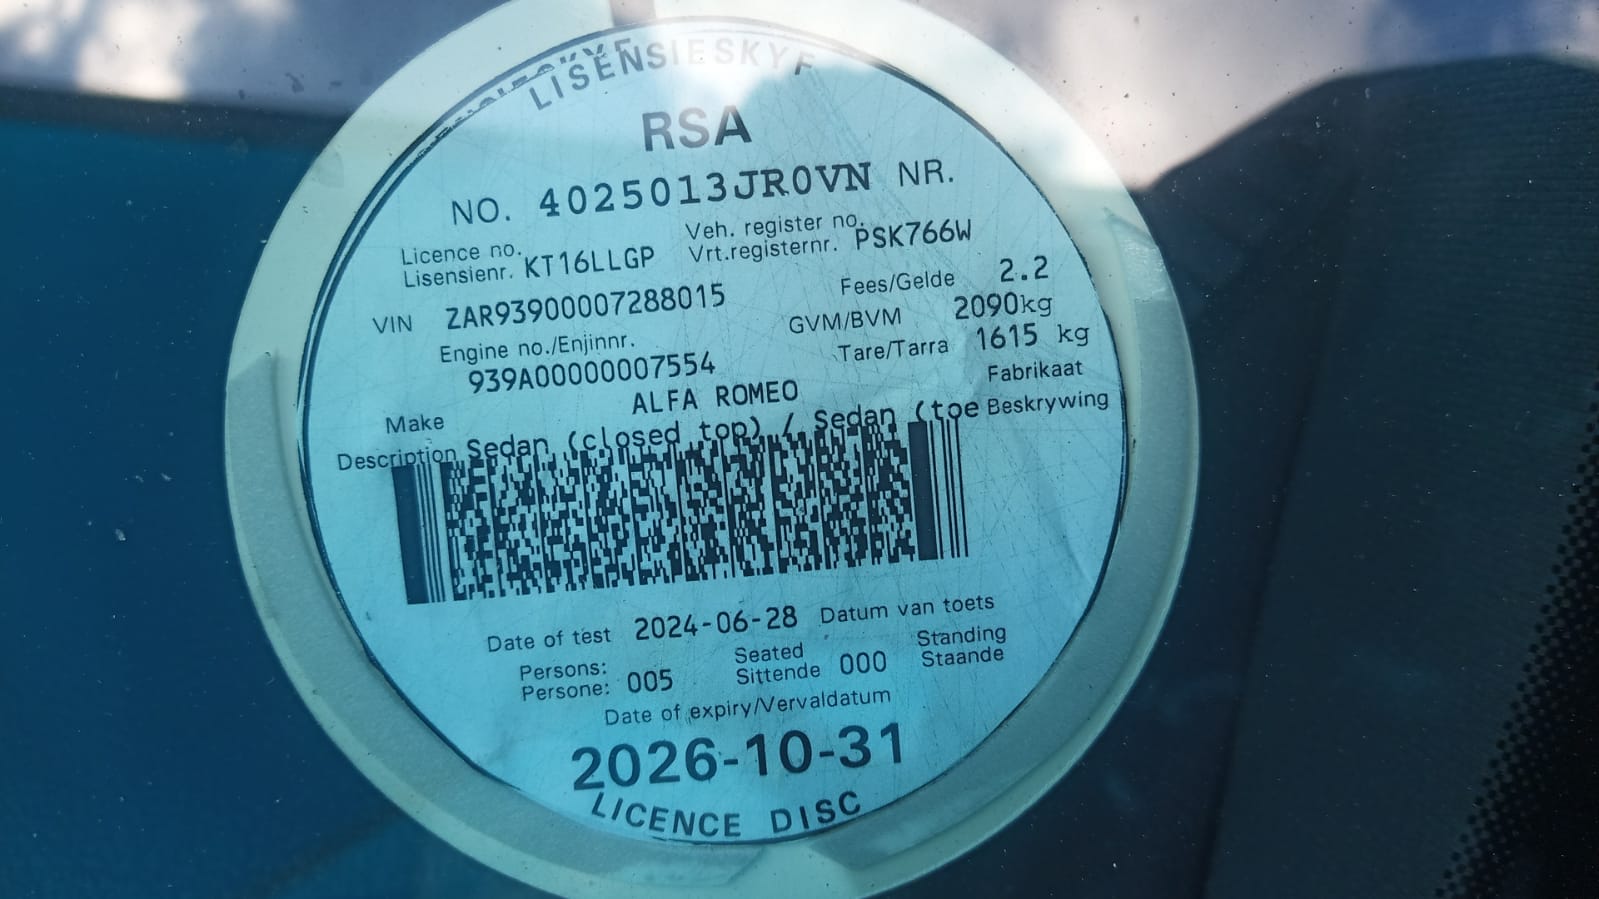 LISENSIESKYF
RSA
NO. 4025013JR0VN NR.
Licence no. Veh. register no.
Lisensienr. KT16LLGP Vrt.registernr. PSK766W
VIN ZAR93900007288015 Fees/Gelde 2.2
Engine no./Enjinnr. GVM/BVM 2090kg
939A00000007554 Tare/Tarra 1615 kg
Make ALFA ROMEO Fabrikaat
Description Sedan (closed top) / Sedan (toe Beskrywing
Date of test 2024-06-28 Datum van toets
Persons: Seated Standing
Persone: 005 Sittende 000 Staande
Date of expiry/Vervaldatum
2026-10-31
LICENCE DISC